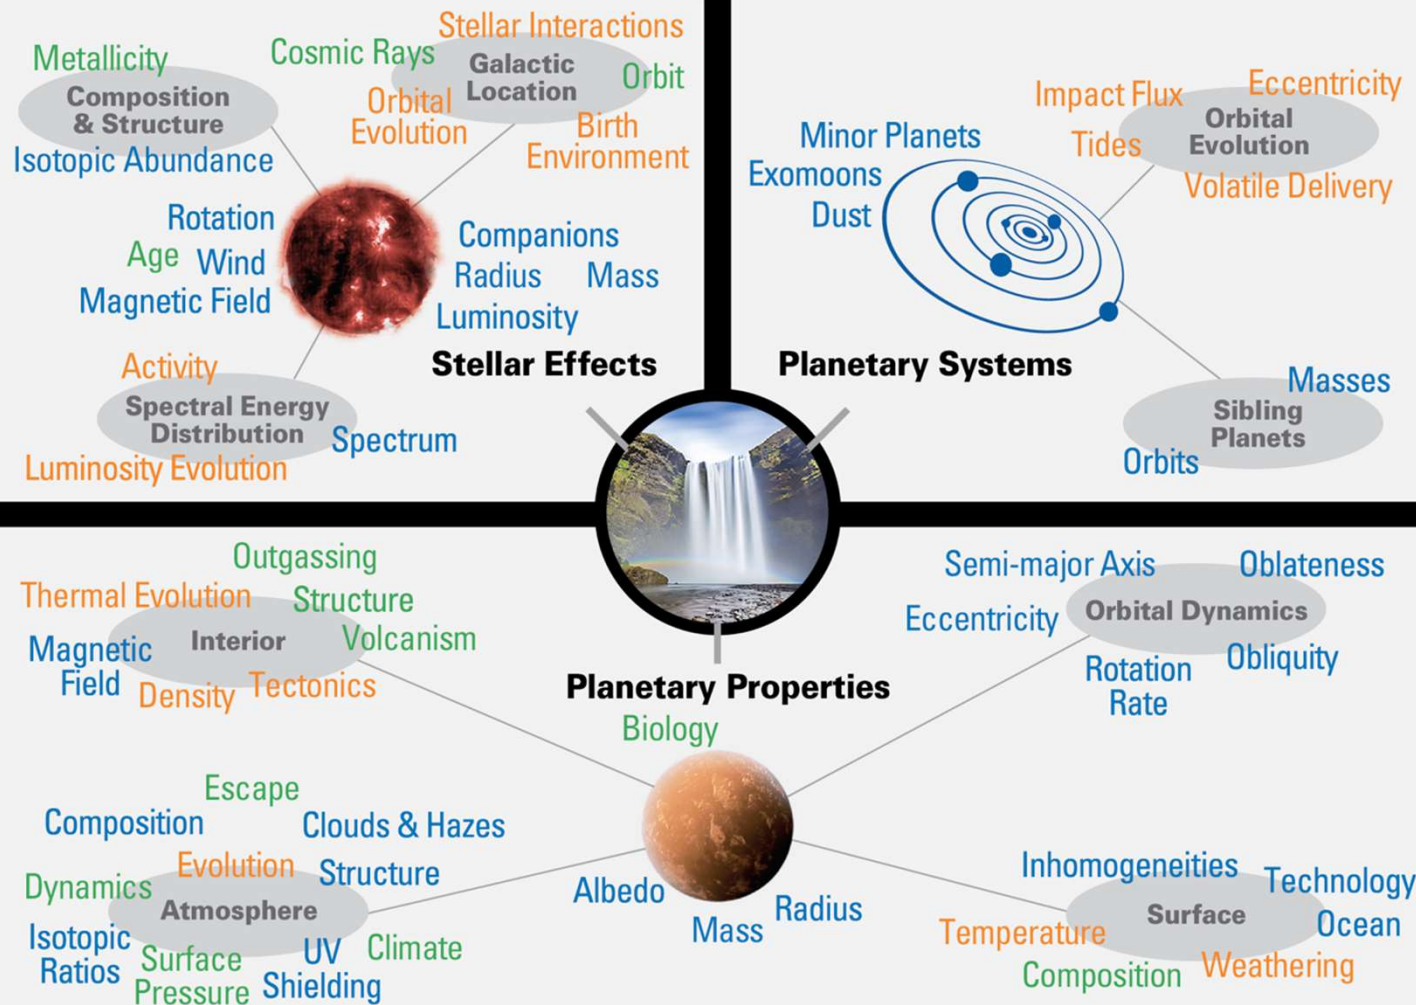 Metallicity
Composition
& Structure
Isotopic Abundance
Stellar Interactions
Cosmic Rays
Galactic
Location
Orbit
Orbital
Evolution
Birth
Environment
Rotation
Age
Wind
Magnetic Field
Companions
Radius
Mass
Luminosity
Activity
Spectral Energy
Distribution
Spectrum
Luminosity Evolution
Stellar Effects
Eccentricity
Impact Flux
Orbital
Evolution
Tides
Volatile Delivery
Minor Planets
Exomoons
Dust
Planetary Systems
Masses
Sibling
Planets
Orbits
Outgassing
Thermal Evolution
Structure
Interior
Volcanism
Magnetic
Field
Density
Tectonics
Planetary Properties
Biology
Semi-major Axis
Oblateness
Orbital Dynamics
Eccentricity
Obliquity
Rotation
Rate
Escape
Composition
Clouds & Hazes
Evolution
Structure
Dynamics
Atmosphere
Isotopic
Ratios
Surface
Pressure
UV
Shielding
Climate
Albedo
Mass
Radius
Inhomogeneities
Technology
Surface
Ocean
Temperature
Weathering
Composition